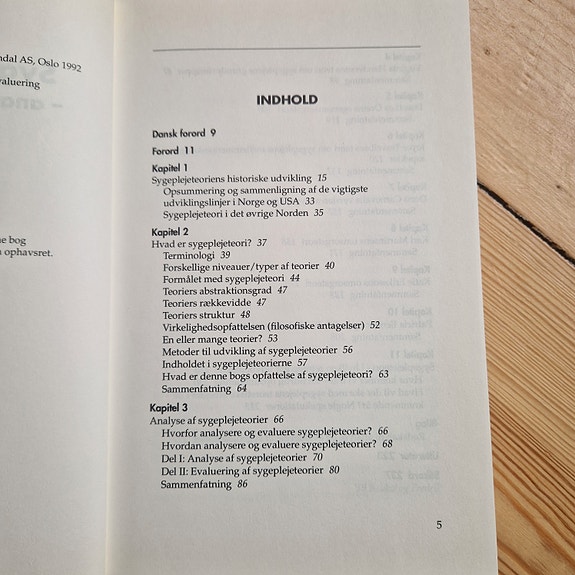 ndal AS, Oslo 1992
valuering
ne bog
ophavsret.
INDHOLD
Dansk forord 9
Forord 11
Kapitel 1
Sygeplejeteoriens historiske udvikling 15
Opsummering og sammenligning af de vigtigste
udviklingslinjer i Norge og USA 33
Sygeplejeteori i det øvrige Norden 35
Kapitel 2
Hvad er sygeplejeteori? 37
Terminologi 39
Forskellige niveauer/typer af teorier 40
Formålet med sygeplejeteori 44
Teoriers abstraktionsgrad 47
Teoriers rækkevidde 47
Teoriers struktur 48
Virkelighedsopfattelsen (filosofiske antagelser) 52
En eller mange teorier? 53
Metoder til udvikling af sygeplejeteorier 56
Indholdet i sygeplejeteorierne 57
Hvad er denne bogs opfattelse af sygeplejeteori? 63
Sammenfatning 64
Kapitel 3
Analyse af sygeplejeteorier 66
Hvorfor analysere og evaluere sygeplejeteorier? 66
Hvordan analysere og evaluere sygeplejeteorier? 68
Del I: Analyse af sygeplejeteorier 70
Del II: Evaluering af sygeplejeteorier 80
Sammenfatning 86
5